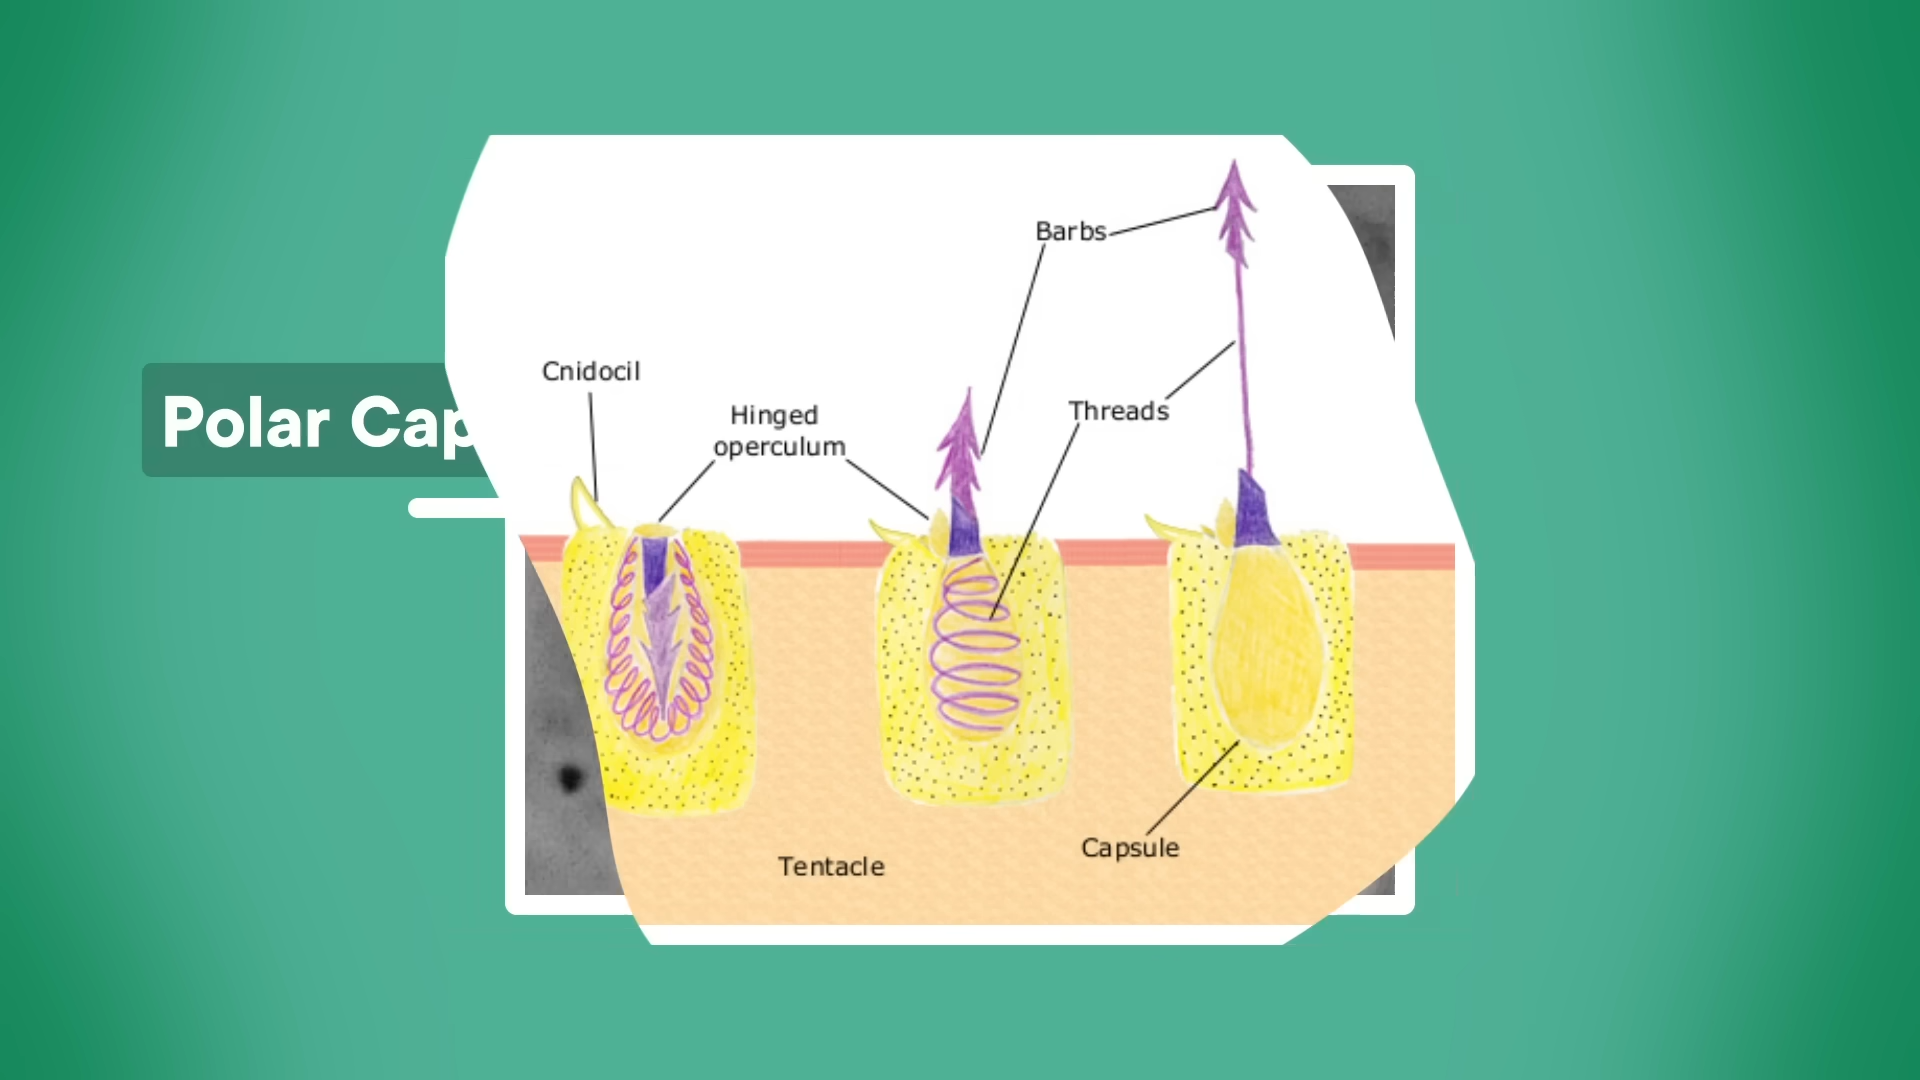 Barbs
Cnidocil
Hinged
operculum
Threads
Polar Cap
Capsule
Tentacle